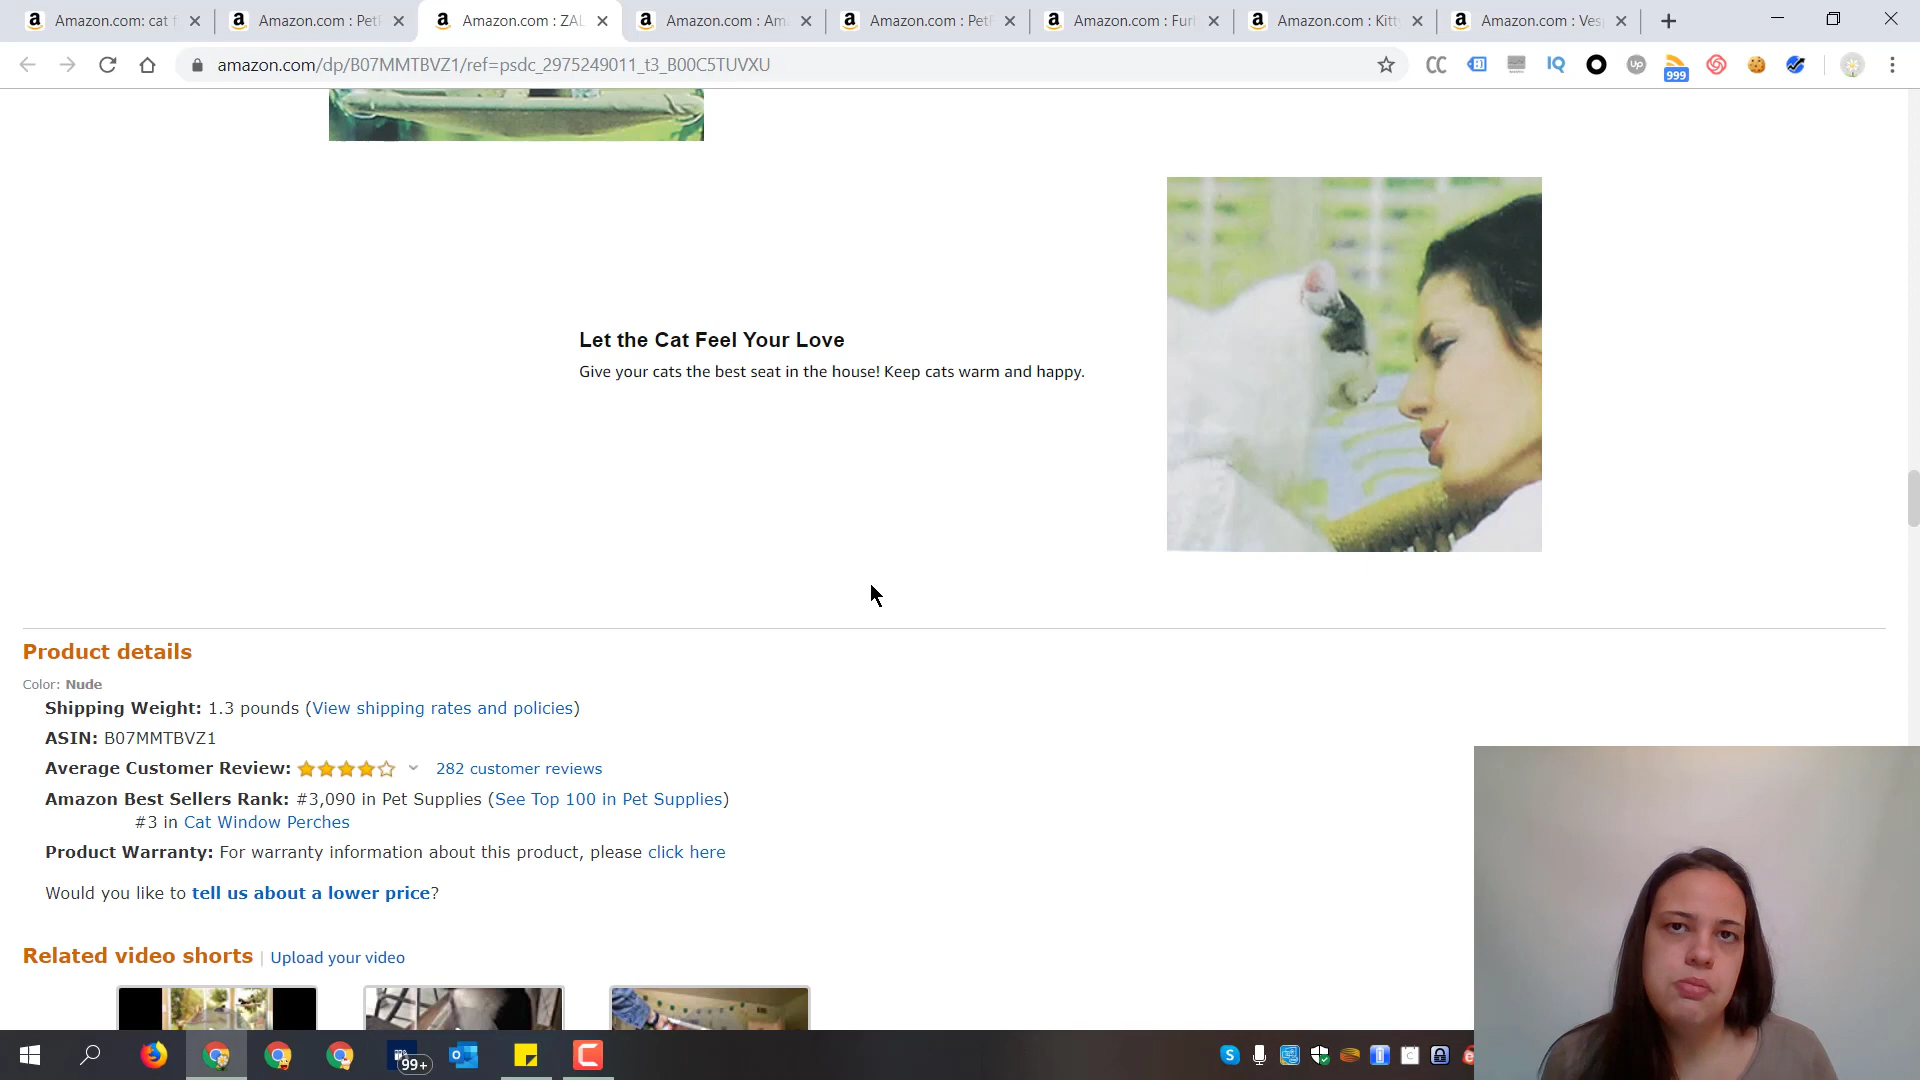 Amazon.com: cat f
Amazon.com : PetF
Amazon.com : ZAL
Amazon.com : Am
Amazon.com : PetF
Amazon.com : Furh
Amazon.com : Kitty
Amazon.com : Vesp
amazon.com/dp/B07MMTBVZ1/ref=psdc_2975249011_t3_B00C5TUVXU
CC
IQ
Up
999
Let the Cat Feel Your Love
Give your cats the best seat in the house! Keep cats warm and happy.
Product details
Color: Nude
Shipping Weight: 1.3 pounds (View shipping rates and policies)
ASIN: B07MMTBVZ1
Average Customer Review: 282 customer reviews
Amazon Best Sellers Rank: #3,090 in Pet Supplies (See Top 100 in Pet Supplies)
#3 in Cat Window Perches
Product Warranty: For warranty information about this product, please click here
Would you like to tell us about a lower price?
Related video shorts | Upload your video
99+